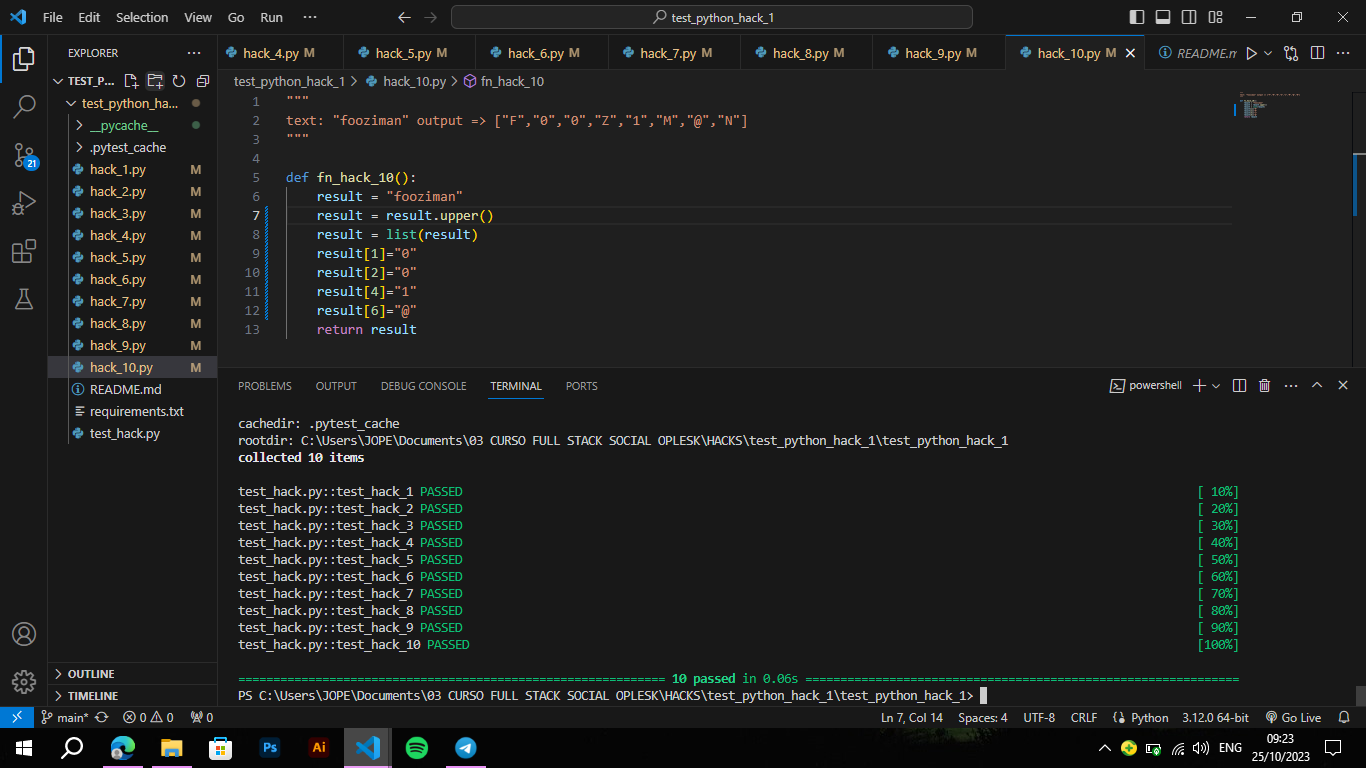 File Edit Selection View Go Run ··· test_python_hack_1
EXPLORER ···
hack_4.py M hack_5.py M hack_6.py M hack_7.py M hack_8.py M hack_9.py M hack_10.py M README.m
TEST_P...
test_python_hack_1 > hack_10.py > fn_hack_10
test_python_ha...
__pycache__
.pytest_cache
hack_1.py M
hack_2.py M
hack_3.py M
hack_4.py M
hack_5.py M
hack_6.py M
hack_7.py M
hack_8.py M
hack_9.py M
hack_10.py M
README.md
requirements.txt
test_hack.py
21
OUTLINE
TIMELINE
1 """
2 text: "fooziman" output => ["F","0","0","Z","1","M","@","N"]
3 """
4
5 def fn_hack_10():
6 result = "fooziman"
7 result = result.upper()
8 result = list(result)
9 result[1]="0"
10 result[2]="0"
11 result[4]="1"
12 result[6]="@"
13 return result
PROBLEMS OUTPUT DEBUG CONSOLE TERMINAL PORTS powershell
cachedir: .pytest_cache
rootdir: C:\Users\JOPE\Documents\03 CURSO FULL STACK SOCIAL OPLESK\HACKS\test_python_hack_1\test_python_hack_1
collected 10 items
test_hack.py::test_hack_1 PASSED [ 10%]
test_hack.py::test_hack_2 PASSED [ 20%]
test_hack.py::test_hack_3 PASSED [ 30%]
test_hack.py::test_hack_4 PASSED [ 40%]
test_hack.py::test_hack_5 PASSED [ 50%]
test_hack.py::test_hack_6 PASSED [ 60%]
test_hack.py::test_hack_7 PASSED [ 70%]
test_hack.py::test_hack_8 PASSED [ 80%]
test_hack.py::test_hack_9 PASSED [ 90%]
test_hack.py::test_hack_10 PASSED [100%]
10 passed in 0.06s
PS C:\Users\JOPE\Documents\03 CURSO FULL STACK SOCIAL OPLESK\HACKS\test_python_hack_1\test_python_hack_1>
main* 0 0 0 Ln 7, Col 14 Spaces: 4 UTF-8 CRLF Python 3.12.0 64-bit Go Live
Ps Ai ENG 09:23
25/10/2023